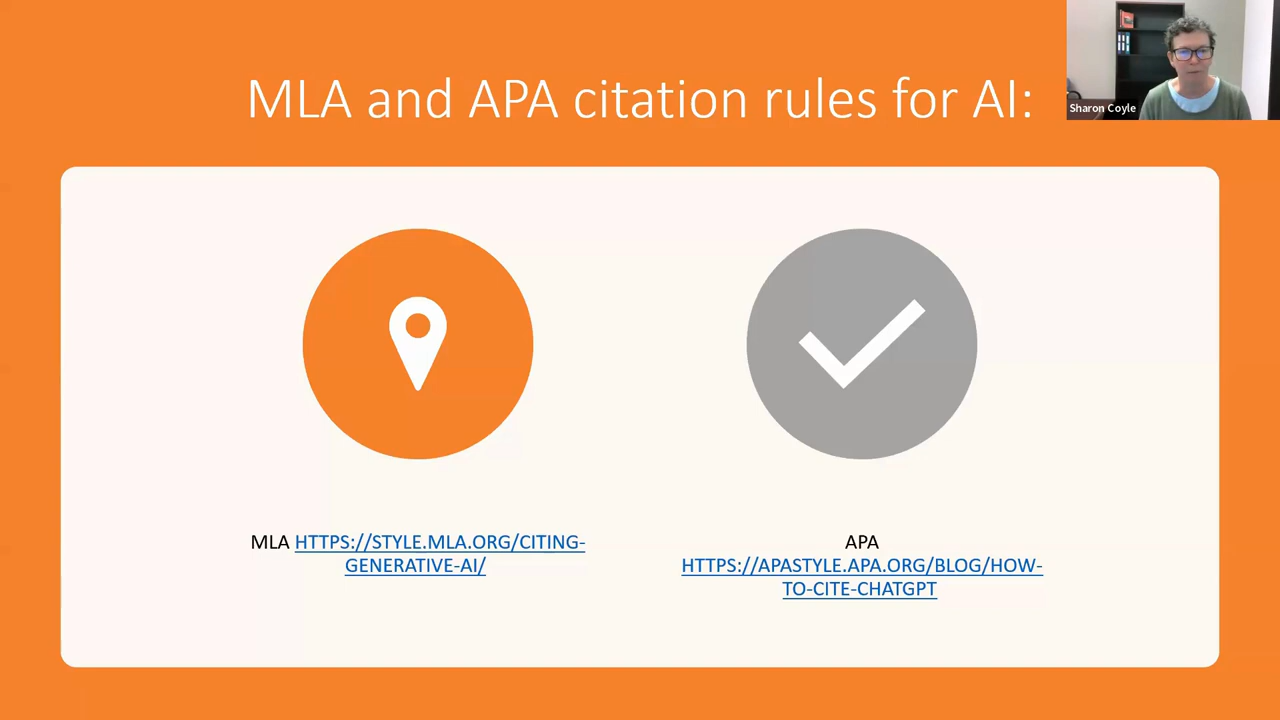 MLA and APA citation rules for AI:
Sharon Coyle
MLA HTTPS://STYLE.MLA.ORG/CITING-
GENERATIVE-AI/
APA
HTTPS://APASTYLE.APA.ORG/BLOG/HOW-
TO-CITE-CHATGPT